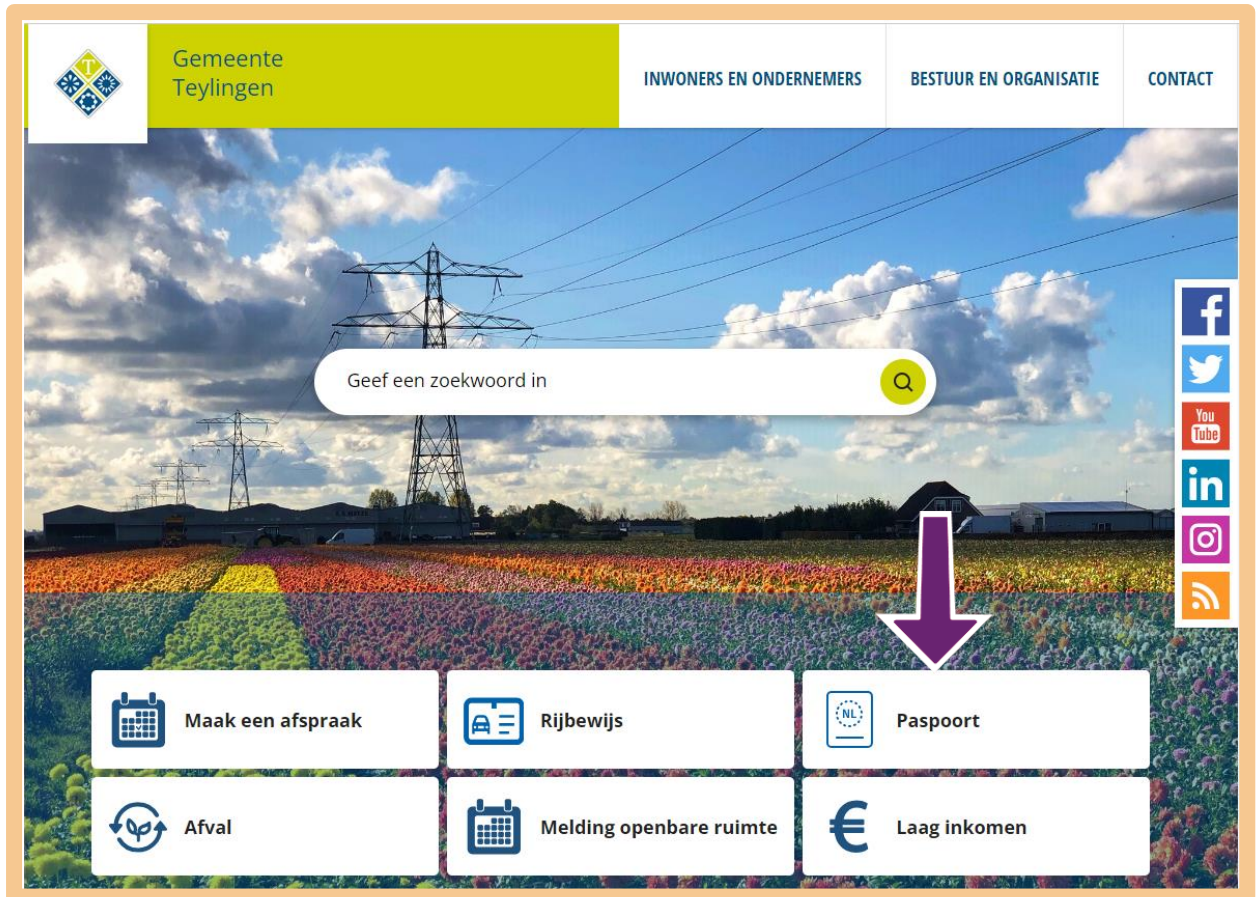 T
Gemeente
Teylingen
INWONERS EN ONDERNEMERS
BESTUUR EN ORGANISATIE
CONTACT
Geef een zoekwoord in
f
You
Tube
in
Maak een afspraak
Rijbewijs
NL
Paspoort
Afval
Melding openbare ruimte
€
Laag inkomen